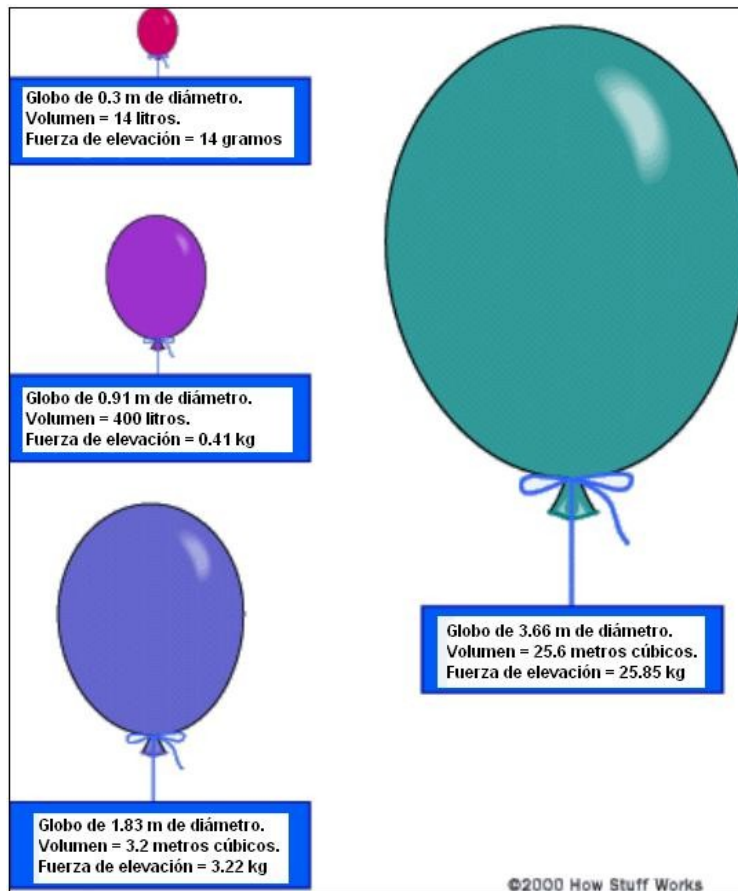 Globo de 0.3 m de diámetro.
Volumen = 14 litros.
Fuerza de elevación = 14 gramos
Globo de 0.91 m de diámetro.
Volumen = 400 litros.
Fuerza de elevación = 0.41 kg
Globo de 1.83 m de diámetro.
Volumen = 3.2 metros cúbicos.
Fuerza de elevación = 3.22 kg
Globo de 3.66 m de diámetro.
Volumen = 25.6 metros cúbicos.
Fuerza de elevación = 25.85 kg
©2000 How Stuff Works